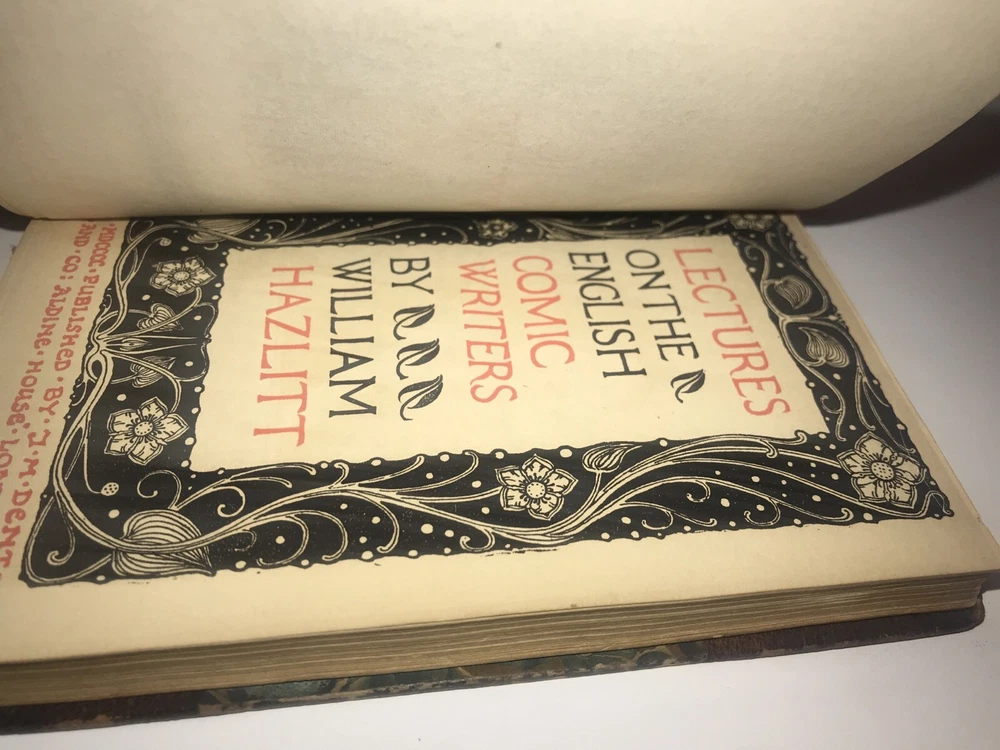 LECTURES
ON THE
ENGLISH
COMIC
WRITERS
BY
WILLIAM
HAZLITT
PUBLISHED · BY · J · M · DENT
AND · CO : ALDINE · HOUSE ·